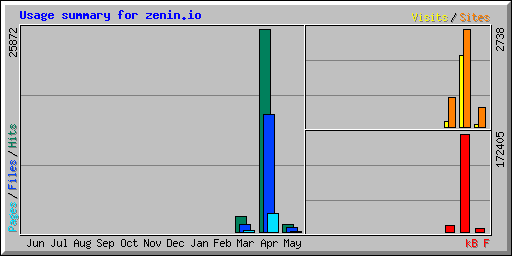 Usage summary for zenin.io
Visits/Sites
25872
2738
Pages/Files/Hits
172405
Jun Jul Aug Sep Oct Nov Dec Jan Feb Mar Apr May
kB F